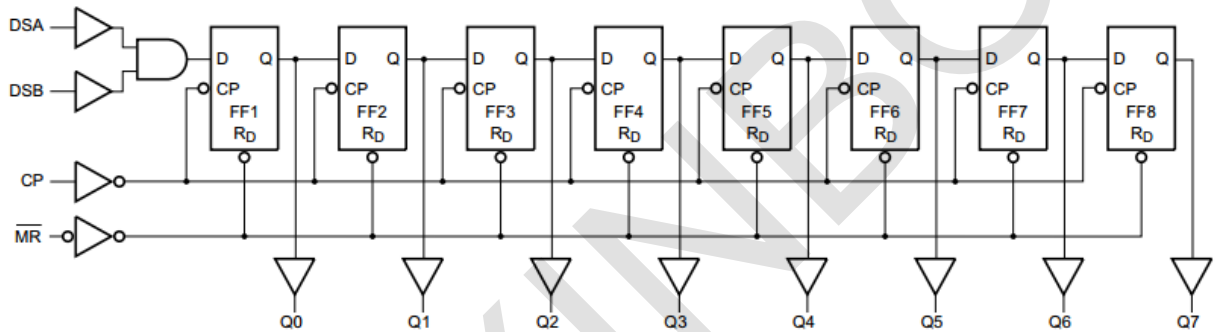 DSA
DSB
CP
MR
D Q
CP
FF1
RD
D Q
CP
FF2
RD
D Q
CP
FF3
RD
D Q
CP
FF4
RD
D Q
CP
FF5
RD
D Q
CP
FF6
RD
D Q
CP
FF7
RD
D Q
CP
FF8
RD
Q0 Q1 Q2 Q3 Q4 Q5 Q6 Q7